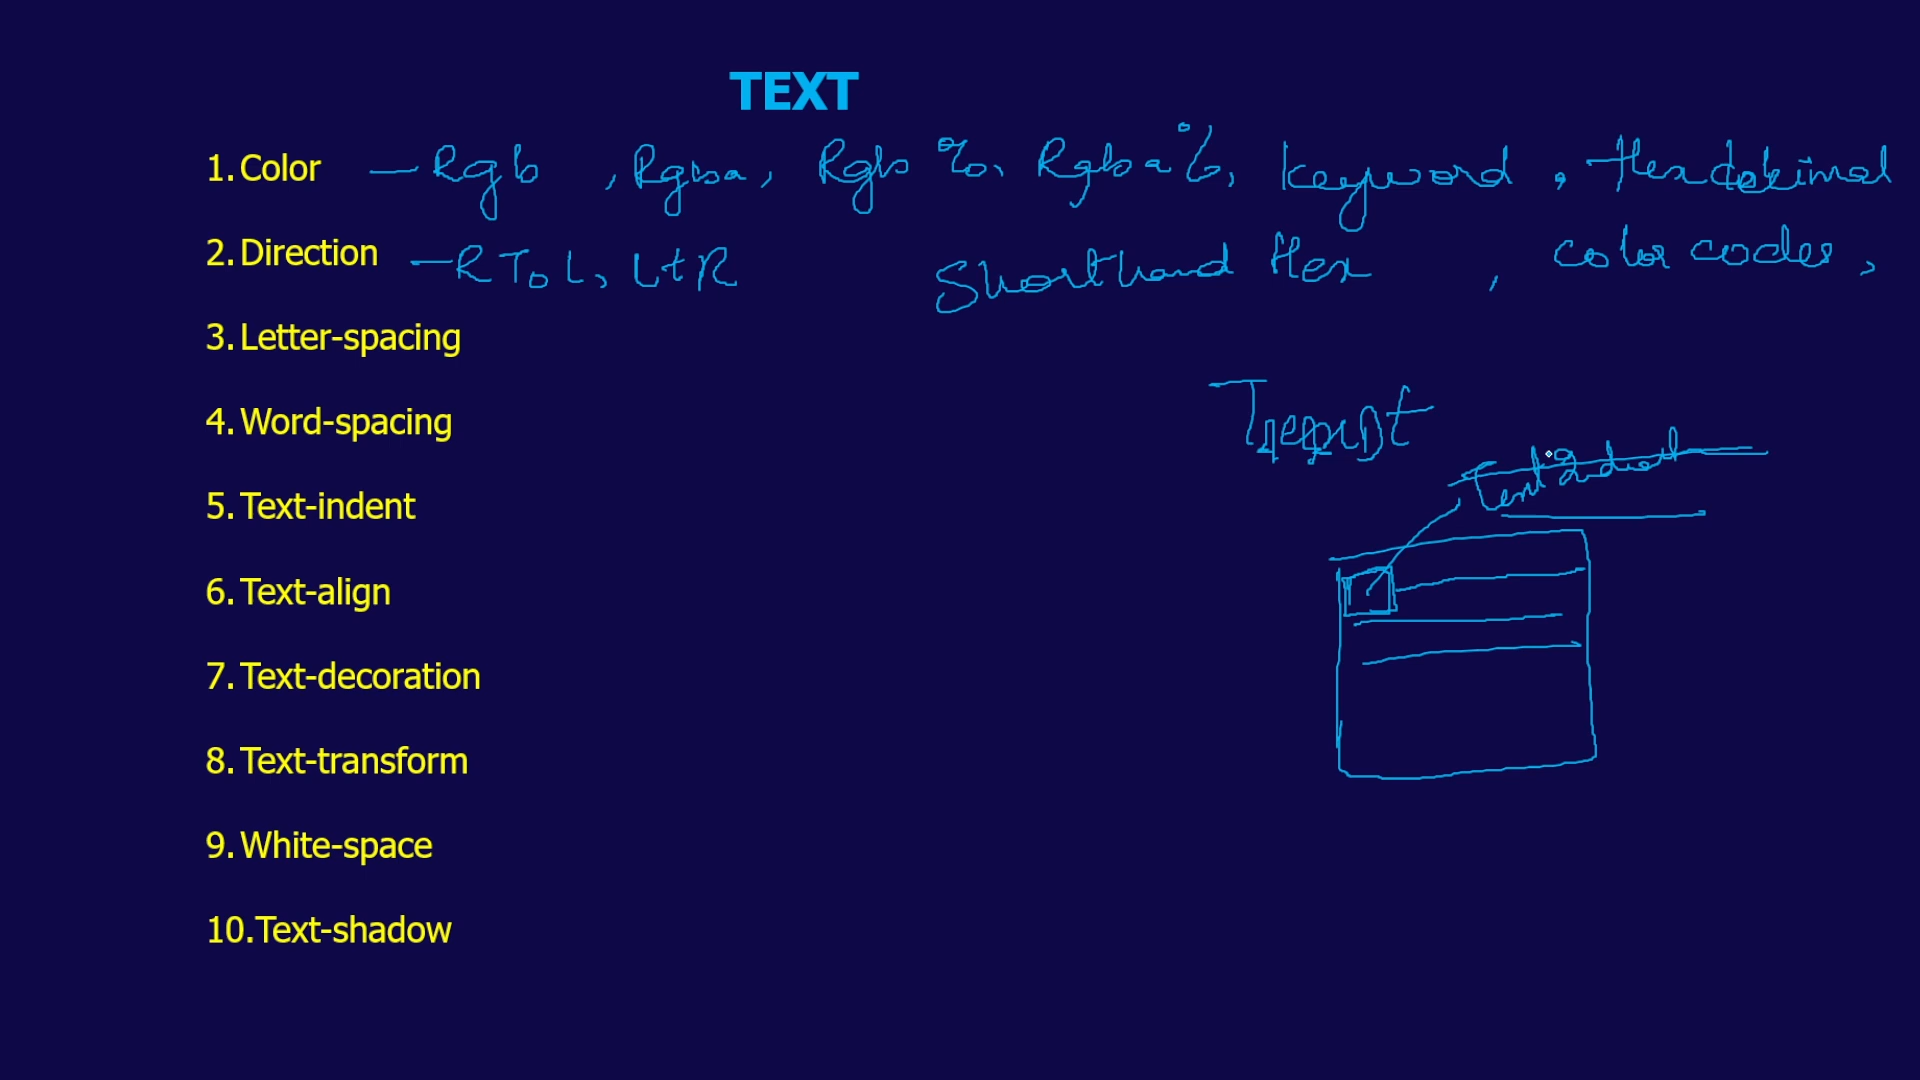 TEXT
1. Color — Rgb , Rgba, Rgb %, Rgba %, keyword , Hexadecimal
2. Direction — R To L, L t R Shorthand Hex , color codes,
3. Letter-spacing
4. Word-spacing
5. Text-indent
Text Indent
6. Text-align
7. Text-decoration
8. Text-transform
9. White-space
10. Text-shadow